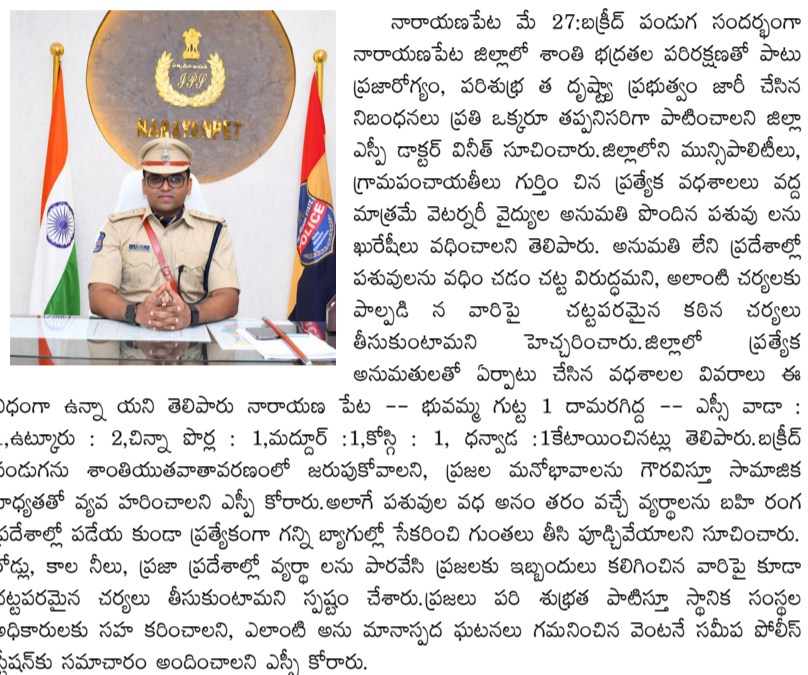 NARAYANPET
POLICE
నారాయణపేట మే 27:బక్రీద్ పండుగ సందర్భంగా
నారాయణపేట జిల్లాలో శాంతి భద్రతల పరిరక్షణతో పాటు
ప్రజారోగ్యం, పరిశుభ్ర త దృష్ట్యా ప్రభుత్వం జారీ చేసిన
నిబంధనలు ప్రతి ఒక్కరూ తప్పనిసరిగా పాటించాలని జిల్లా
ఎస్పీ డాక్టర్ వినీత్ సూచించారు.జిల్లాలోని మున్సిపాలిటీలు,
గ్రామపంచాయతీలు గుర్తిం చిన ప్రత్యేక వధశాలలు వద్ద
మాత్రమే వెటర్నరీ వైద్యుల అనుమతి పొందిన పశువు లను
ఖురేషీలు వధించాలని తెలిపారు. అనుమతి లేని ప్రదేశాల్లో
పశువులను వధిం చడం చట్ట విరుద్ధమని, అలాంటి చర్యలకు
పాల్పడి న వారిపై చట్టపరమైన కఠిన చర్యలు
తీసుకుంటామని హెచ్చరించారు.జిల్లాలో ప్రత్యేక
అనుమతులతో ఏర్పాటు చేసిన వధశాలల వివరాలు ఈ
విధంగా ఉన్నా యని తెలిపారు నారాయణ పేట -- భువమ్మ గుట్ట 1 దామరగిద్ద -- ఎస్సీ వాడా :
1,ఉట్కూరు : 2,చిన్నా పొర్ల : 1,మద్దూర్ :1,కోస్గి : 1, ధన్వాడ :1కేటాయించినట్లు తెలిపారు.బక్రీద్
పండుగను శాంతియుతవాతావరణంలో జరుపుకోవాలని, ప్రజల మనోభావాలను గౌరవిస్తూ సామాజిక
బాధ్యతతో వ్యవ హరించాలని ఎస్పీ కోరారు.అలాగే పశువుల వధ అనం తరం వచ్చే వ్యర్థాలను బహి రంగ
ప్రదేశాల్లో పడేయ కుండా ప్రత్యేకంగా గన్ని బ్యాగుల్లో సేకరించి గుంతలు తీసి పూడ్చివేయాలని సూచించారు.
రోడ్లు, కాల నీలు, ప్రజా ప్రదేశాల్లో వ్యర్థా లను పారవేసి ప్రజలకు ఇబ్బందులు కలిగించిన వారిపై కూడా
చట్టపరమైన చర్యలు తీసుకుంటామని స్పష్టం చేశారు.ప్రజలు పరి శుభ్రత పాటిస్తూ స్థానిక సంస్థల
అధికారులకు సహ కరించాలని, ఎలాంటి అను మానాస్పద ఘటనలు గమనించిన వెంటనే సమీప పోలీస్
స్టేషన్‌కు సమాచారం అందించాలని ఎస్పీ కోరారు.